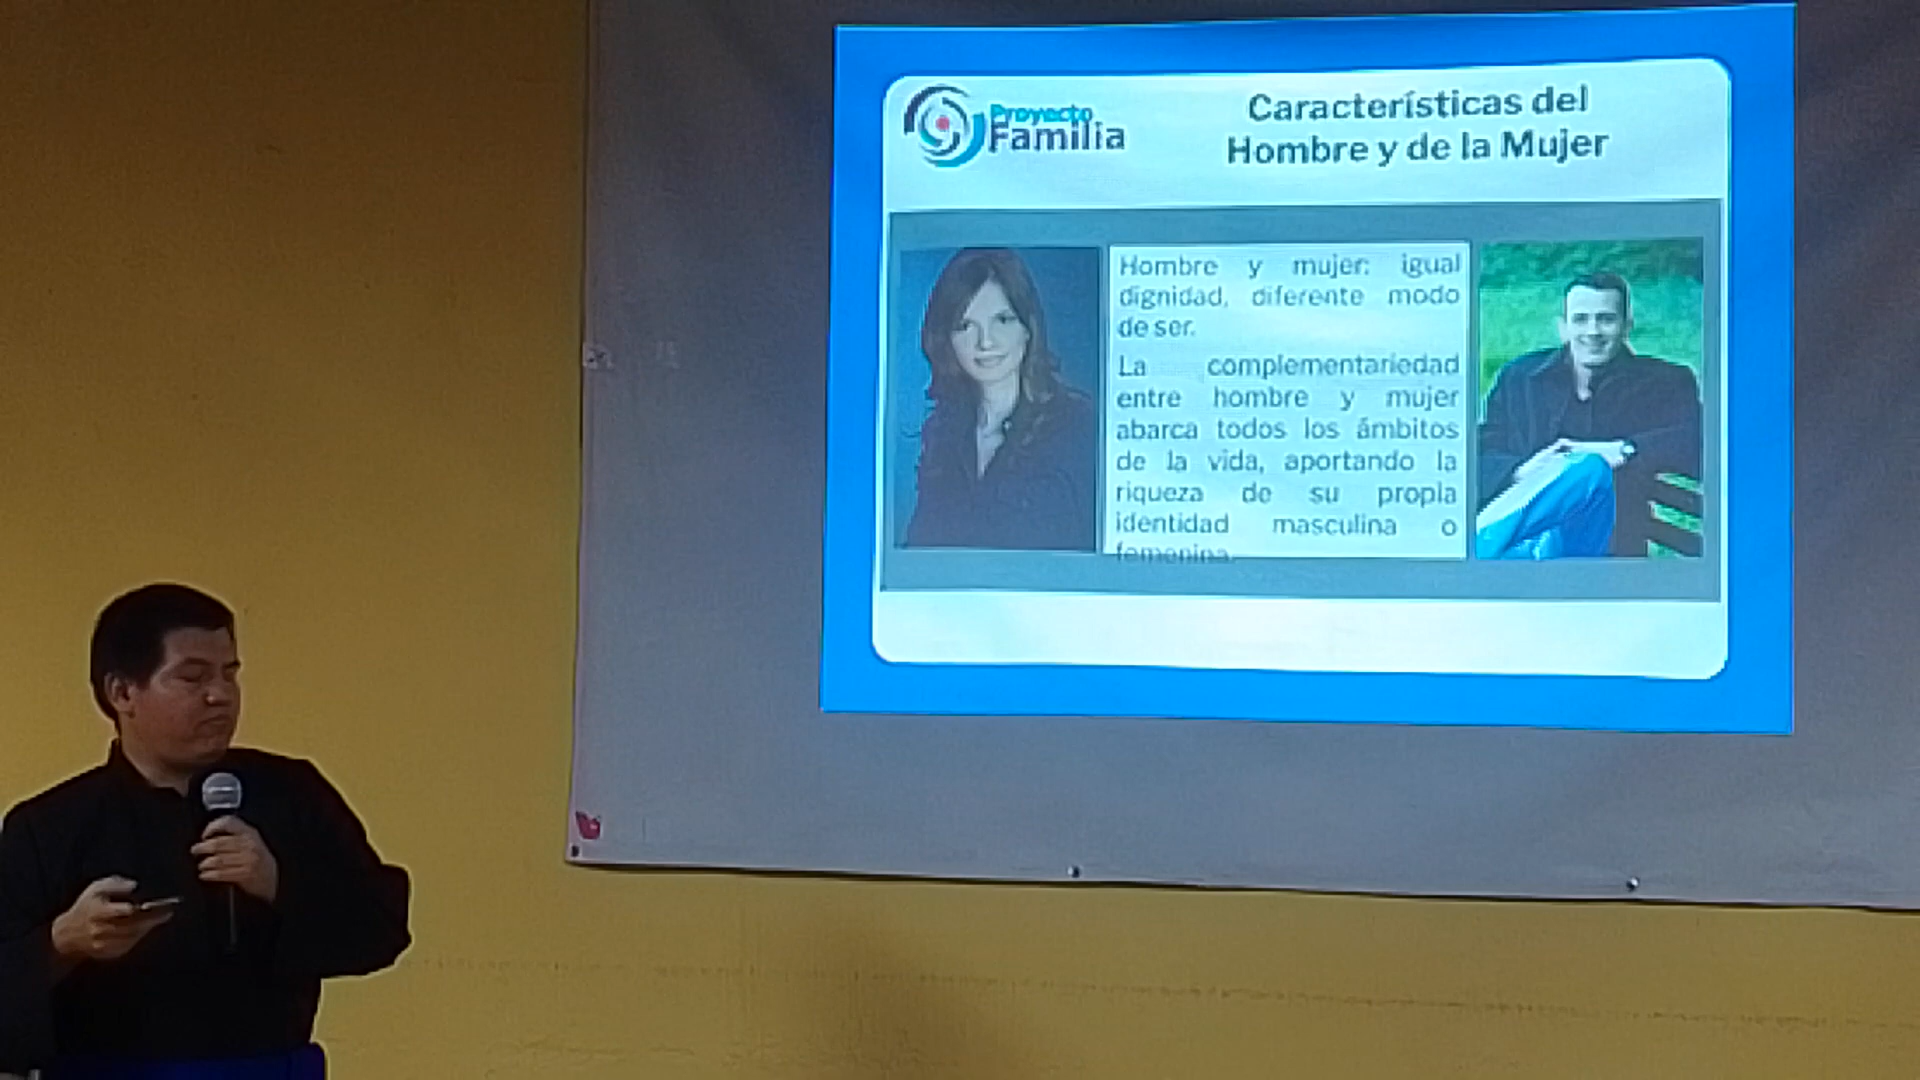 Proyecto
Familia
Características del
Hombre y de la Mujer
Hombre y mujer: igual
dignidad, diferente modo
de ser.
La complementariedad
entre hombre y mujer
abarca todos los ámbitos
de la vida, aportando la
riqueza de su propia
identidad masculina o
femenina.